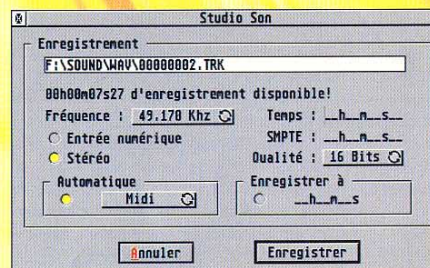 Studio Son
Enregistrement
F:\SOUND\WAV\00000002.TRK
00h00m07s27 d'enregistrement disponible!
Fréquence : 49.170 Khz
Temps : __h__m__s__
Entrée numérique
SMPTE : __h__m__s__
Stéréo
Qualité : 16 Bits
Automatique
Midi
Enregistrer à
__h__m__s
Annuler
Enregistrer